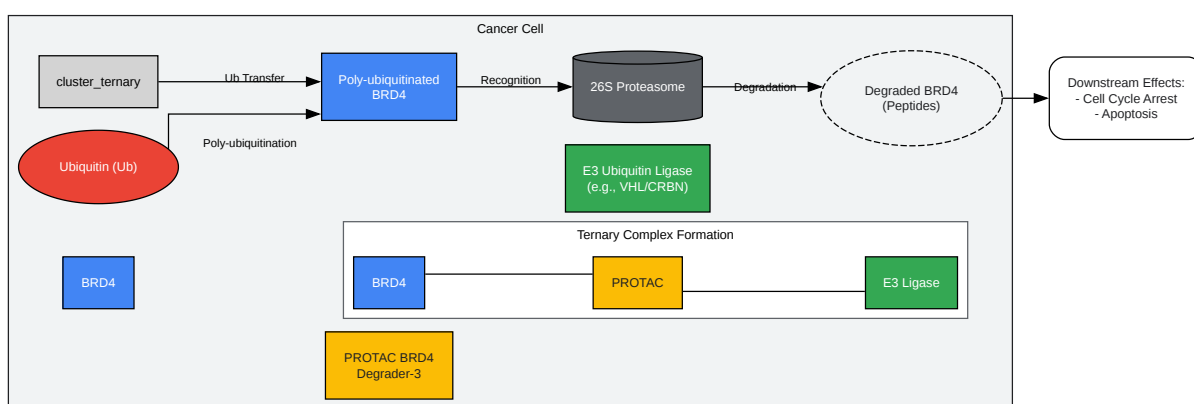 Cancer Cell
cluster_ternary
Ub Transfer
Poly-ubiquitinated
BRD4
Recognition
26S Proteasome
Degradation
Degraded BRD4
(Peptides)
Downstream Effects:
- Cell Cycle Arrest
- Apoptosis
Ubiquitin (Ub)
Poly-ubiquitination
E3 Ubiquitin Ligase
(e.g., VHL/CRBN)
Ternary Complex Formation
BRD4
BRD4
PROTAC
E3 Ligase
PROTAC BRD4
Degrader-3